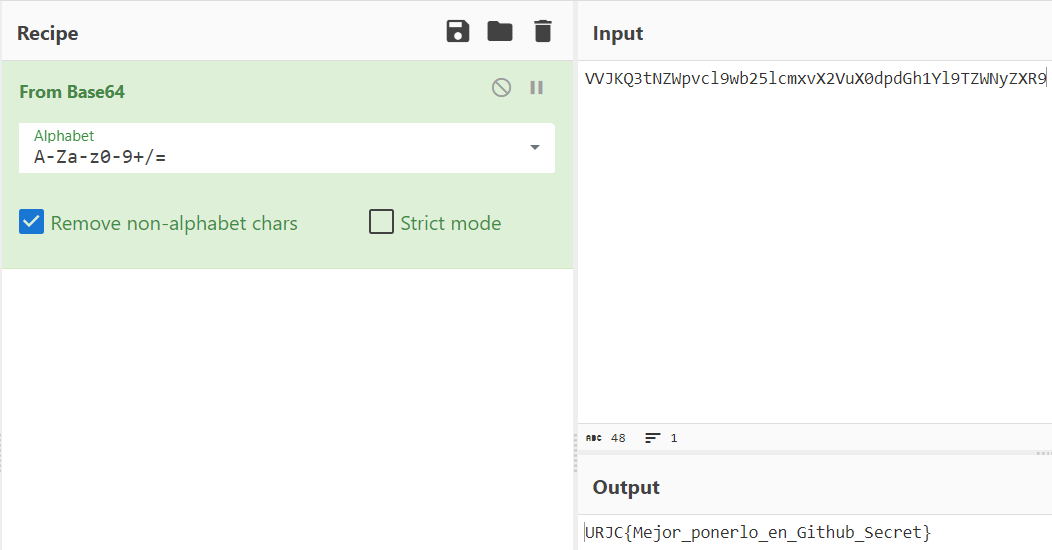 Recipe
From Base64
Alphabet
A-Za-z0-9+/=
Remove non-alphabet chars
Strict mode
Input
VVJKQ3tNZWpvcl9wb25lcmxvX2VuX0dpdGh1Yl9TZWNyZXR9
ABC 48
1
Output
URJC{Mejor_ponerlo_en_Github_Secret}